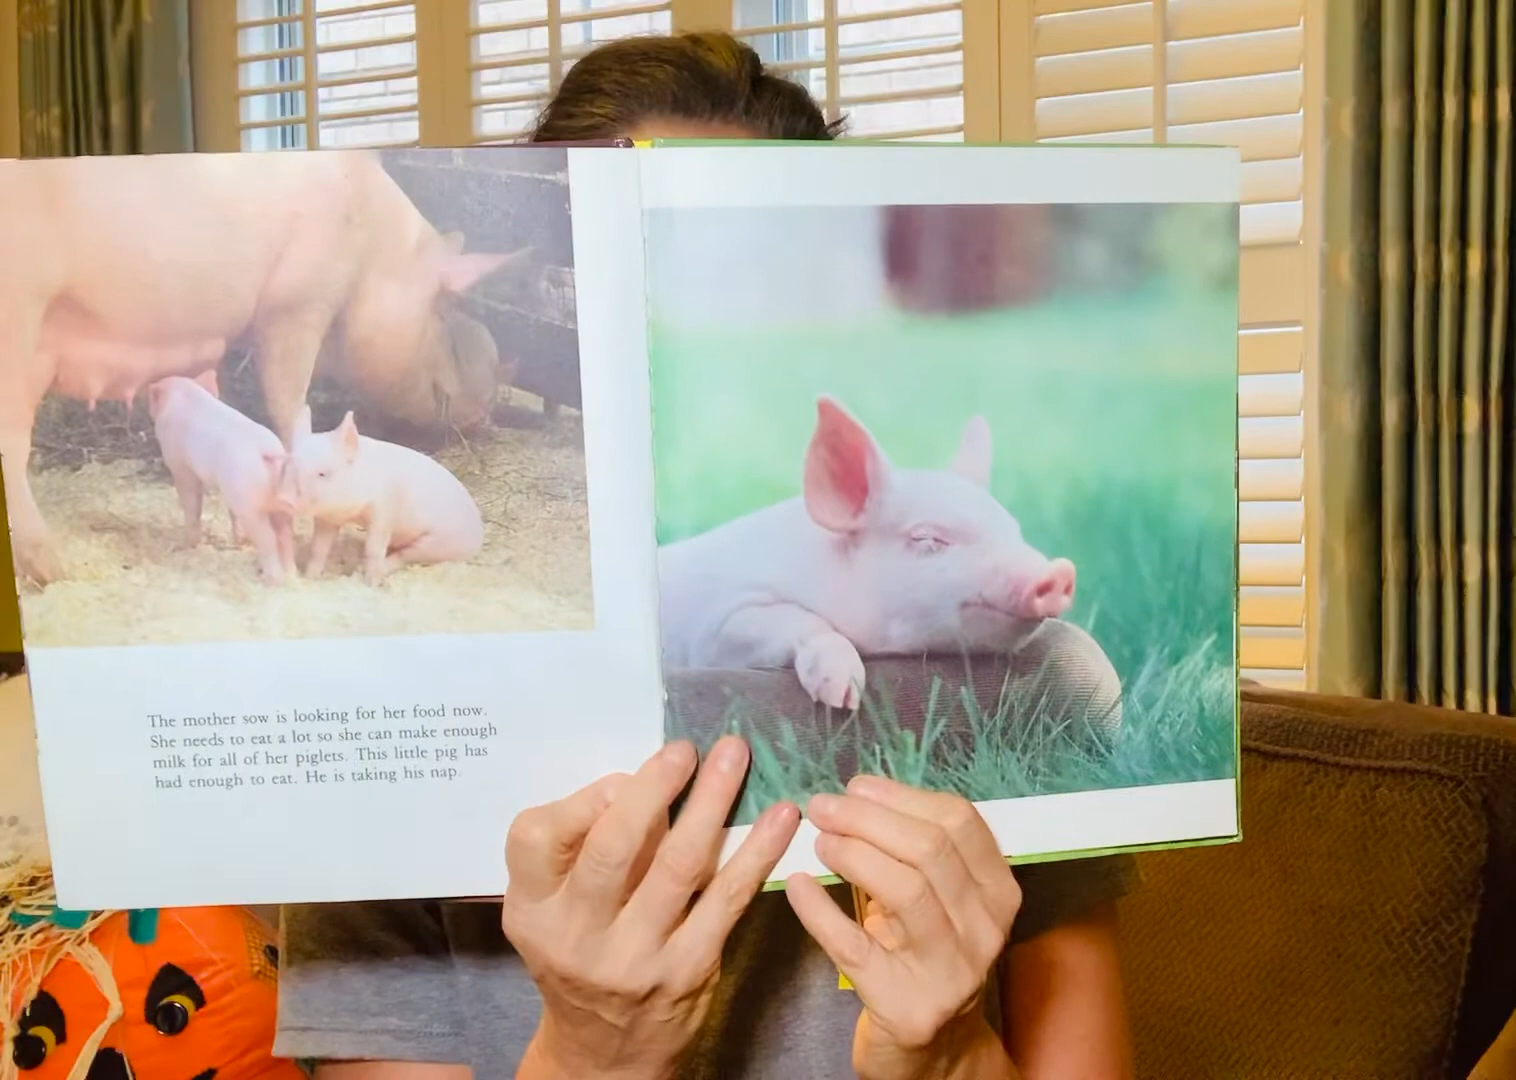 The mother sow is looking for her food now.
She needs to eat a lot so she can make enough
milk for all of her piglets. This little pig has
had enough to eat. He is taking his nap.